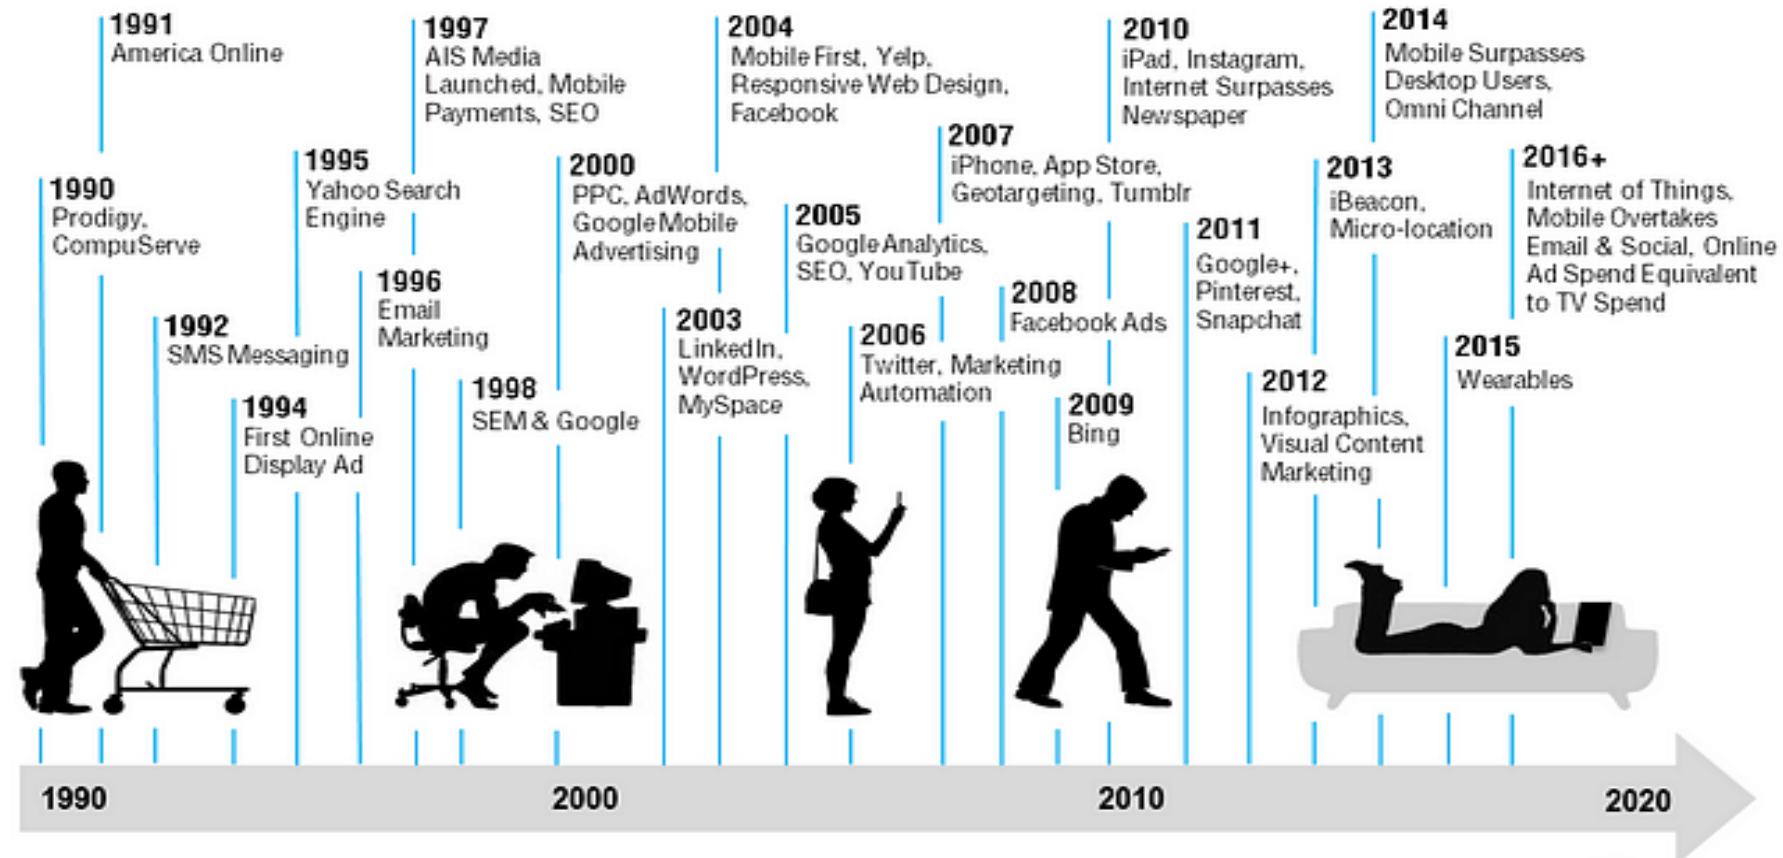 1990
Prodigy,
CompuServe
1991
America Online
1992
SMS Messaging
1994
First Online
Display Ad
1995
Yahoo Search
Engine
1996
Email
Marketing
1997
AIS Media
Launched, Mobile
Payments, SEO
1998
SEM & Google
2000
PPC, AdWords,
Google Mobile
Advertising
2003
LinkedIn,
WordPress,
MySpace
2004
Mobile First, Yelp,
Responsive Web Design,
Facebook
2005
Google Analytics,
SEO, YouTube
2006
Twitter, Marketing
Automation
2007
iPhone, App Store,
Geotargeting, Tumblr
2008
Facebook Ads
2009
Bing
2010
iPad, Instagram,
Internet Surpasses
Newspaper
2011
Google+,
Pinterest,
Snapchat
2012
Infographics,
Visual Content
Marketing
2013
iBeacon,
Micro-location
2014
Mobile Surpasses
Desktop Users,
Omni Channel
2015
Wearables
2016+
Internet of Things,
Mobile Overtakes
Email & Social, Online
Ad Spend Equivalent
to TV Spend
1990
2000
2010
2020